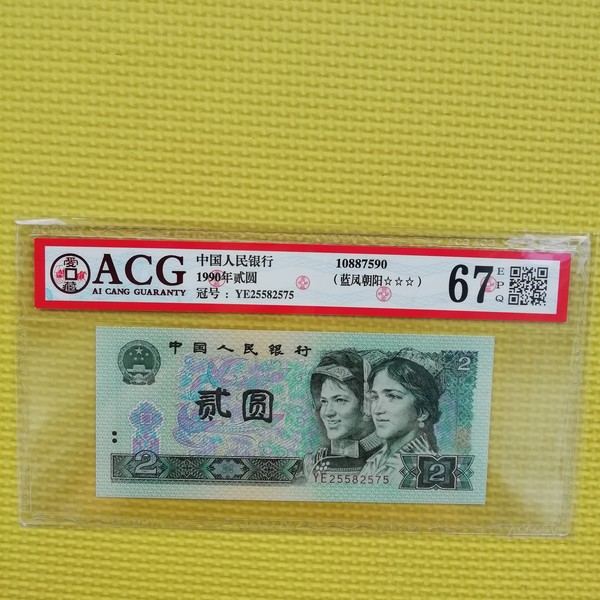 愛
藏
ACG
AI CANG GUARANTY
中国人民银行
1990年贰圆
冠号：YE25582575
10887590
（蓝凤朝阳☆☆☆）
67
E
P
Q
中国人民银行
2
贰圆
YE25582575
2
2